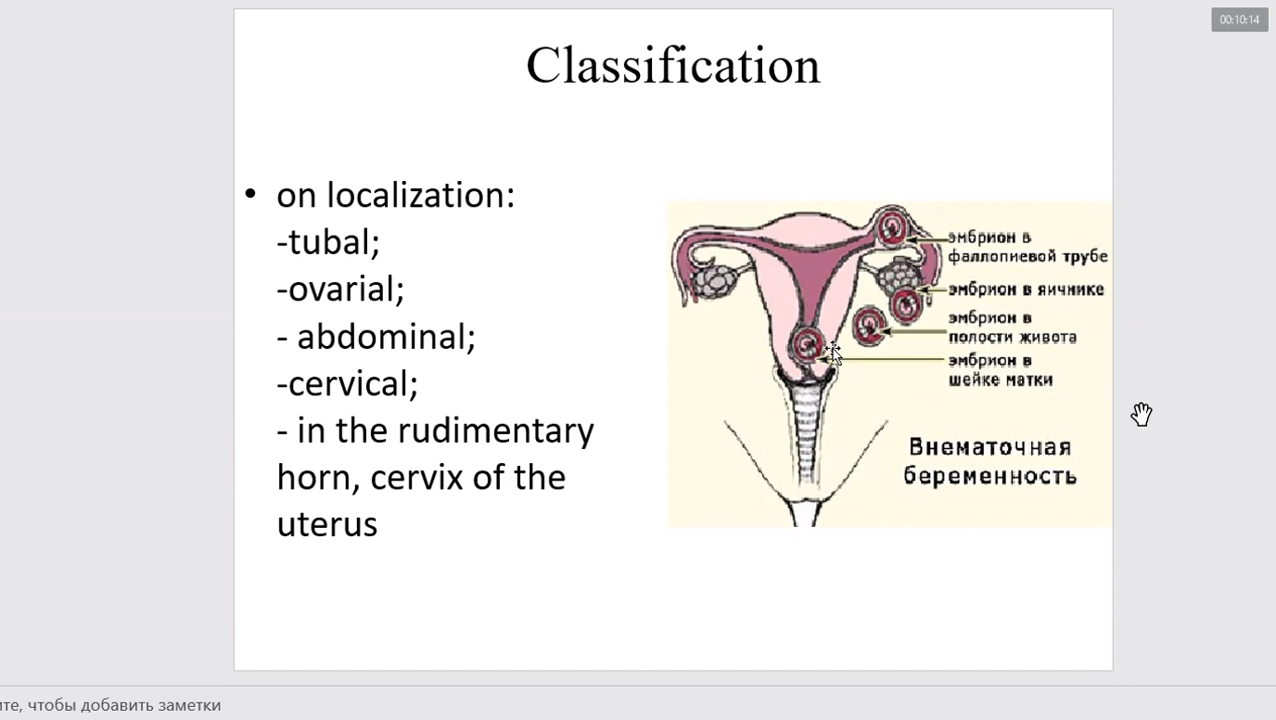 00:10:14
Classification
• on localization:
-tubal;
-ovarial;
- abdominal;
-cervical;
- in the rudimentary
horn, cervix of the
uterus
эмбрион в
фаллопиевой трубе
эмбрион в яичнике
эмбрион в
полости живота
эмбрион в
шейке матки
Внематочная
беременность
чтобы добавить заметки